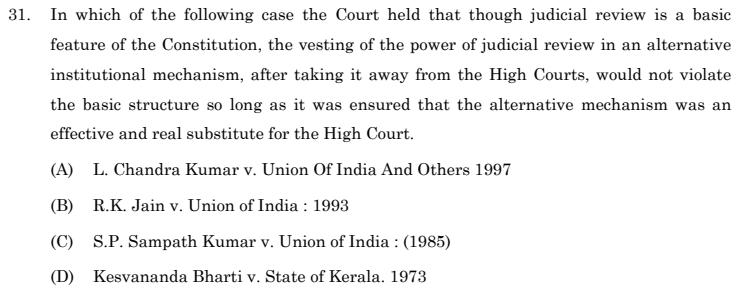 31. In which of the following case the Court held that though judicial review is a basic
feature of the Constitution, the vesting of the power of judicial review in an alternative
institutional mechanism, after taking it away from the High Courts, would not violate
the basic structure so long as it was ensured that the alternative mechanism was an
effective and real substitute for the High Court.
(A) L. Chandra Kumar v. Union Of India And Others 1997
(B) R.K. Jain v. Union of India : 1993
(C) S.P. Sampath Kumar v. Union of India : (1985)
(D) Kesvananda Bharti v. State of Kerala. 1973